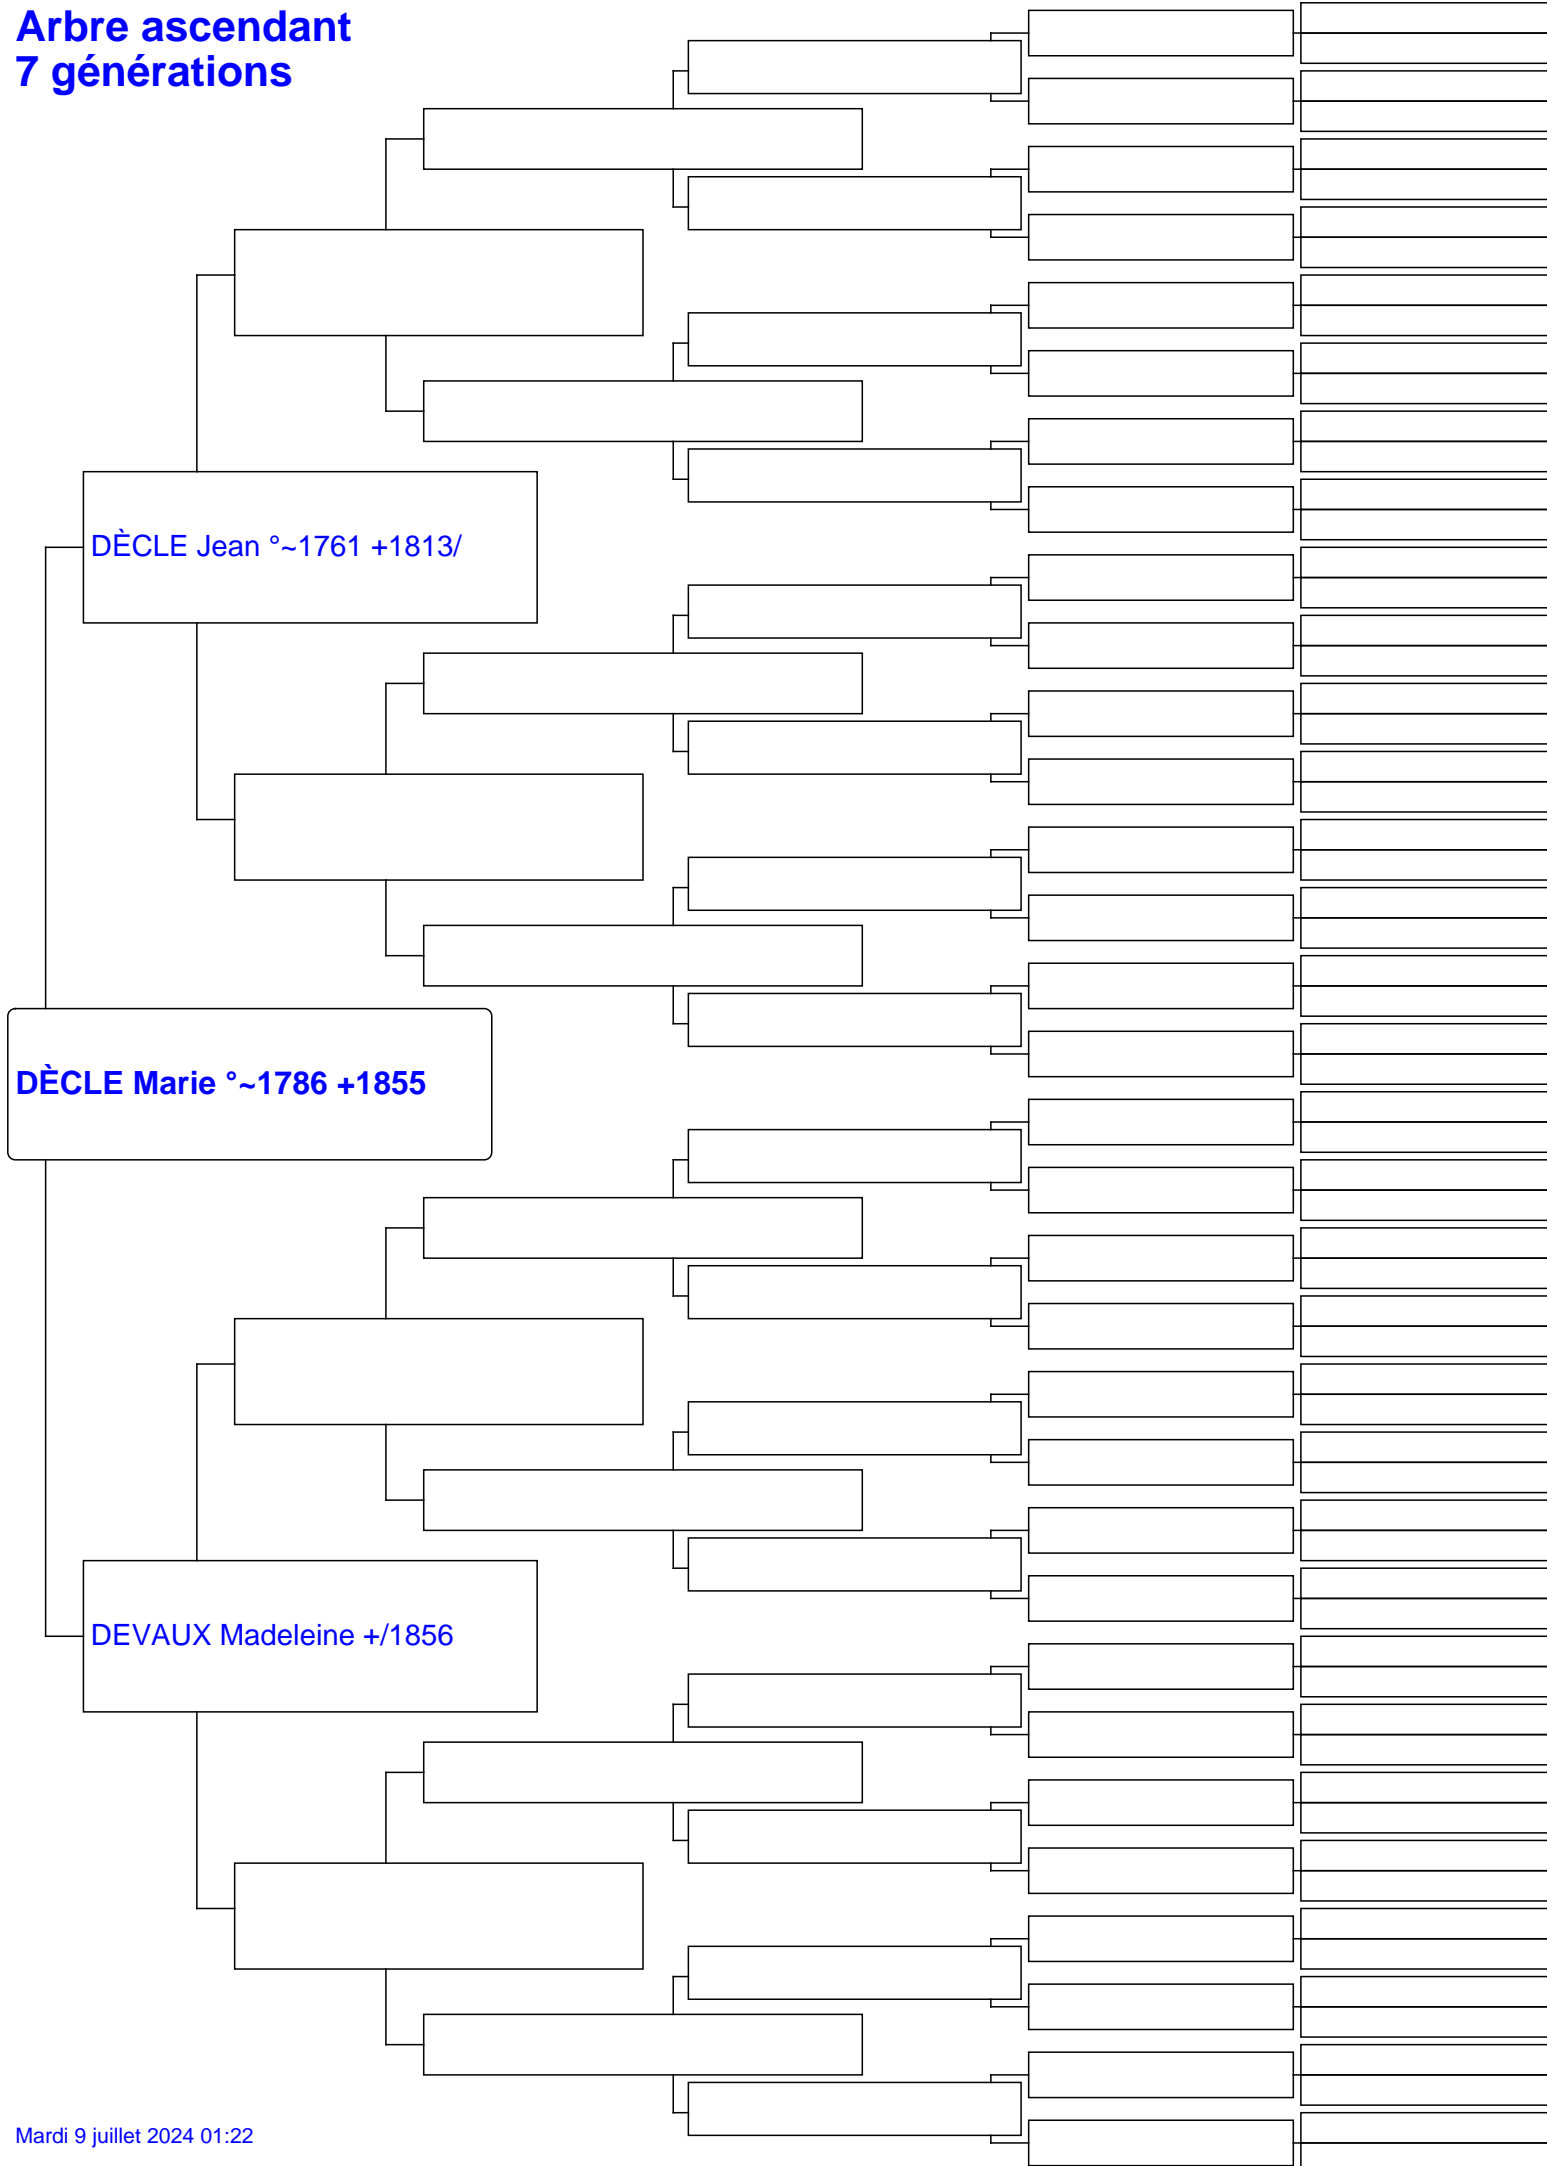 Arbre ascendant
7 générations
DÈCLE Jean °~1761 +1813/
DÈCLE Marie °~1786 +1855
DEVAUX Madeleine +/1856
Mardi 9 juillet 2024 01:22